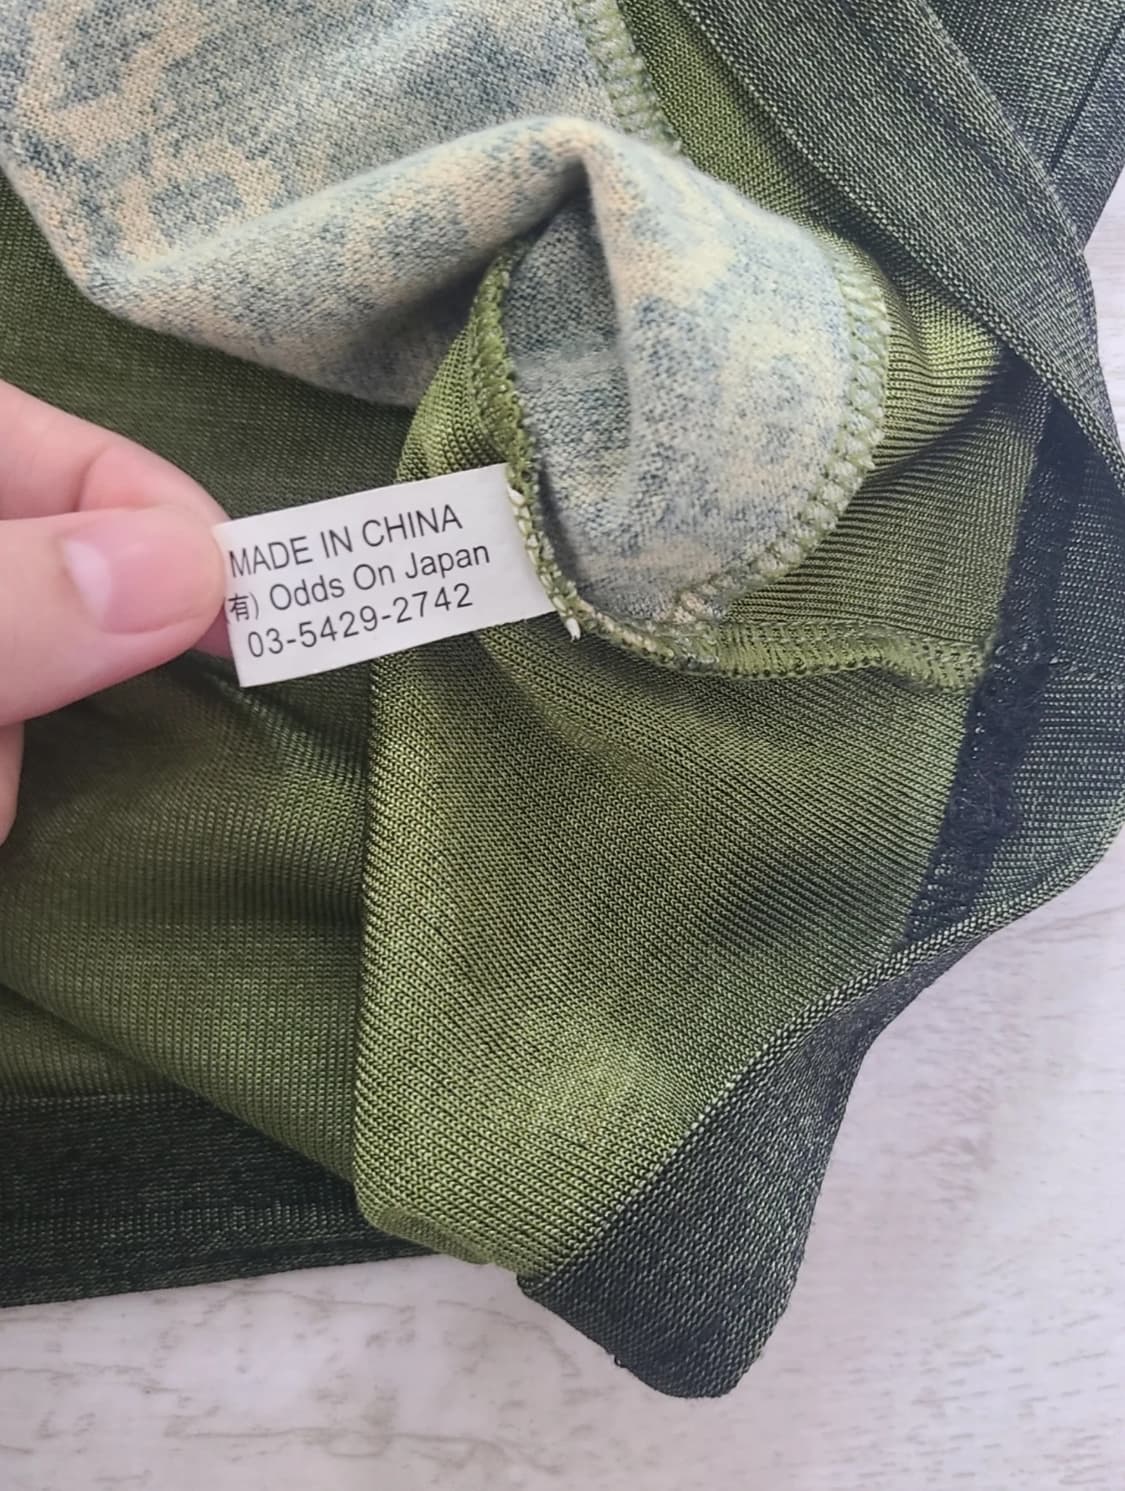 MADE IN CHINA
(有) Odds On Japan
03-5429-2742